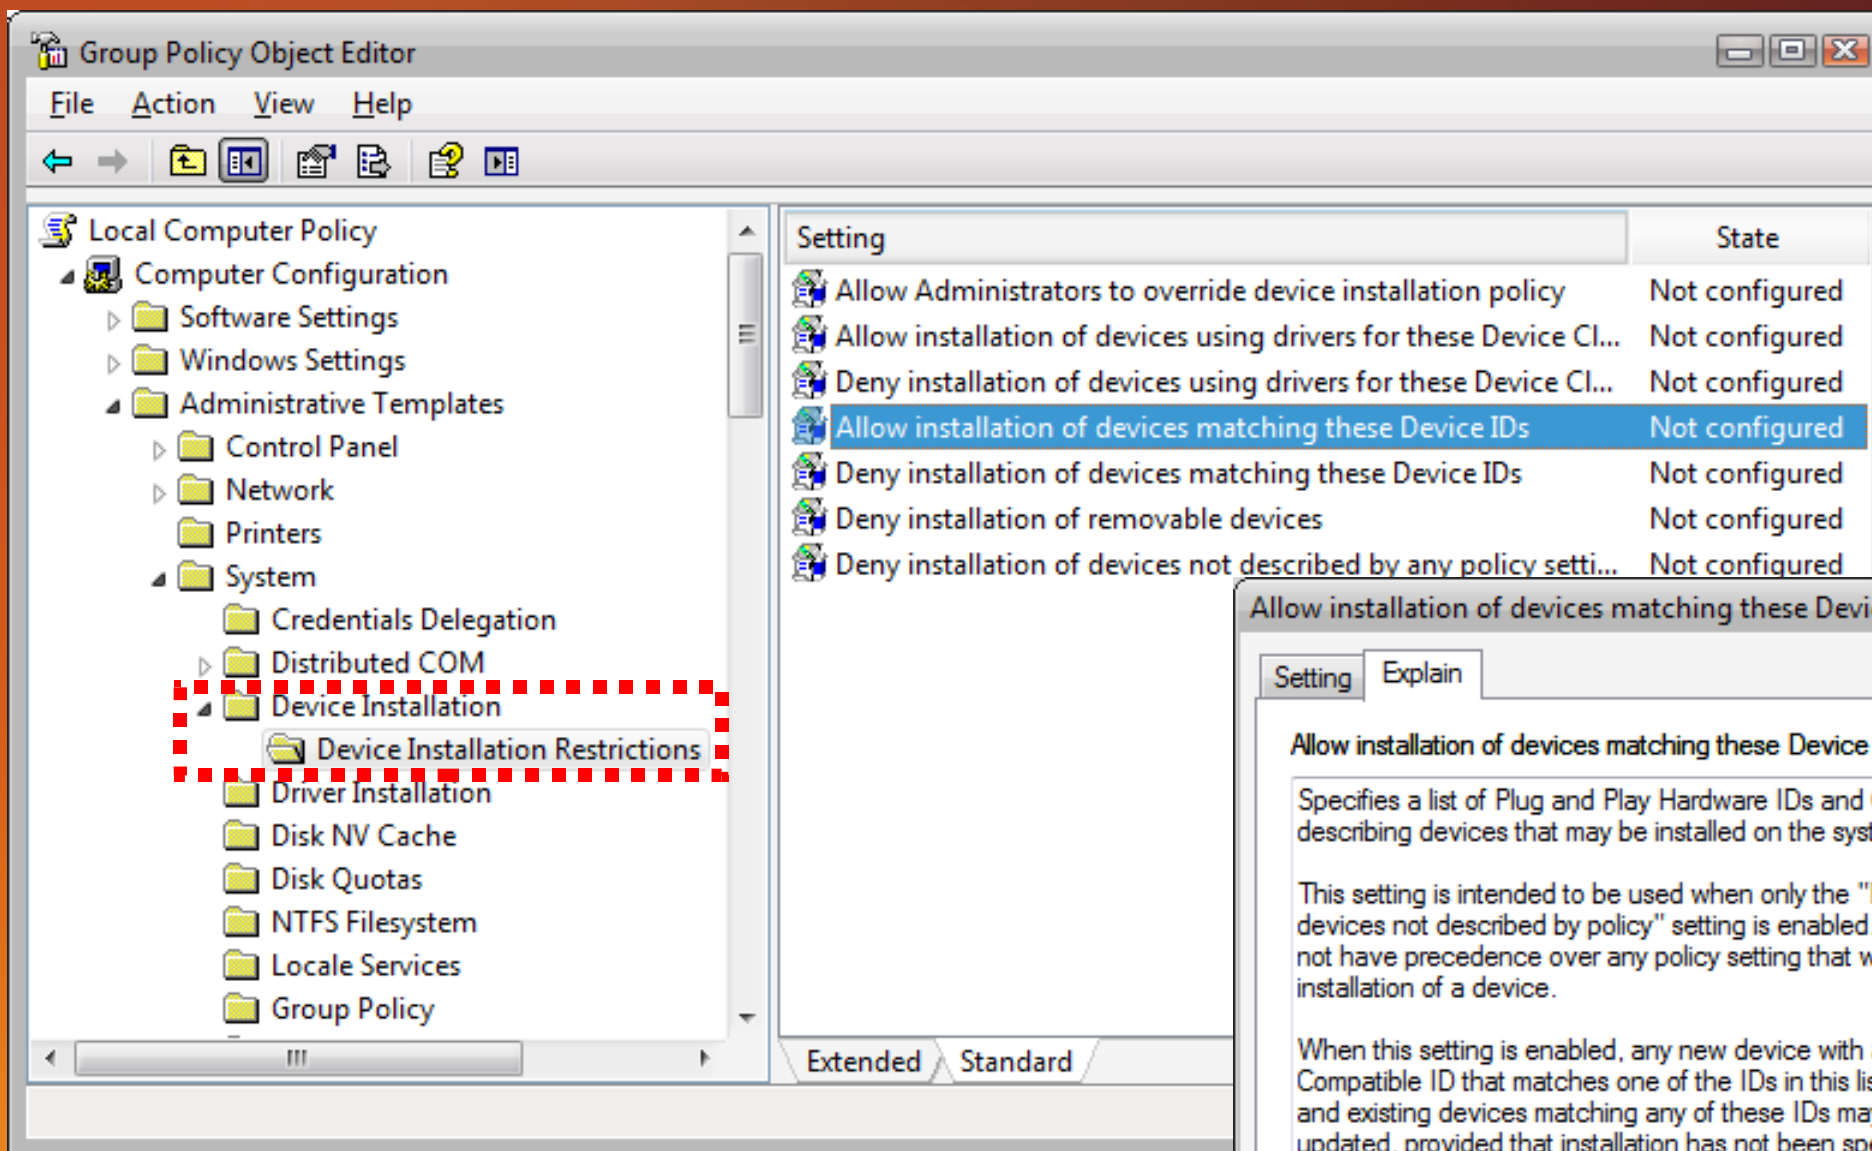 Group Policy Object Editor
File Action View Help
Local Computer Policy
Computer Configuration
Software Settings
Windows Settings
Administrative Templates
Control Panel
Network
Printers
System
Credentials Delegation
Distributed COM
Device Installation
Device Installation Restrictions
Driver Installation
Disk NV Cache
Disk Quotas
NTFS Filesystem
Locale Services
Group Policy
Setting State
Allow Administrators to override device installation policy Not configured
Allow installation of devices using drivers for these Device Cl... Not configured
Deny installation of devices using drivers for these Device Cl... Not configured
Allow installation of devices matching these Device IDs Not configured
Deny installation of devices matching these Device IDs Not configured
Deny installation of removable devices Not configured
Deny installation of devices not described by any policy setti... Not configured
Extended Standard
Allow installation of devices matching these
Setting Explain
Allow installation of devices matching these Device
Specifies a list of Plug and Play Hardware IDs and
describing devices that may be installed on the
This setting is intended to be used when only the
devices not described by policy" setting is enabled.
not have precedence over any policy setting that
installation of a device.
When this setting is enabled, any new device with
Compatible ID that matches one of the IDs in this
and existing devices matching any of these IDs
updated, provided that installation has not been